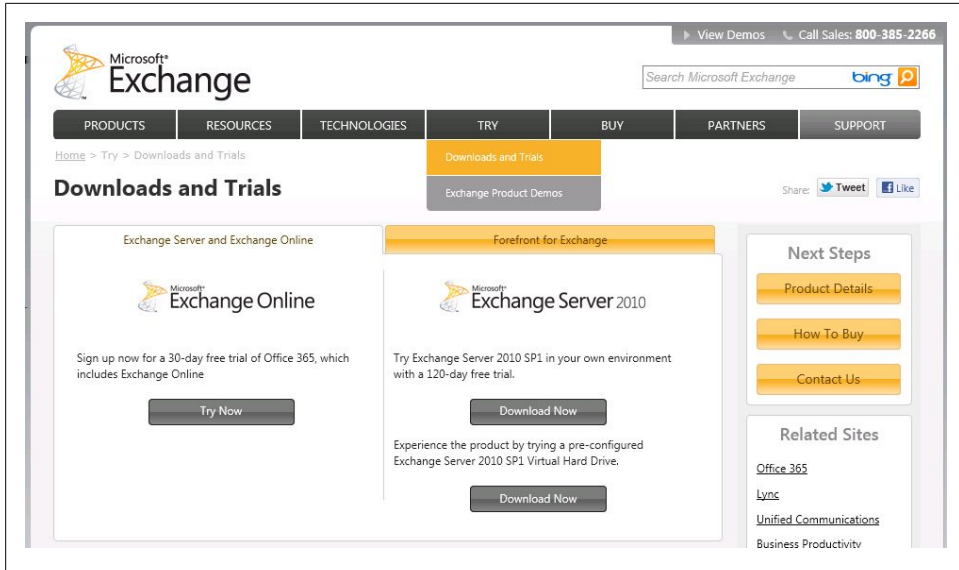 View Demos Call Sales: 800-385-2266
Microsoft®
Exchange
Search Microsoft Exchange bing
PRODUCTS RESOURCES TECHNOLOGIES TRY BUY PARTNERS SUPPORT
Home > Try > Downloads and Trials
Downloads and Trials
Exchange Product Demos
Downloads and Trials
Share: Tweet Like
Exchange Server and Exchange Online
Forefront for Exchange
Microsoft®
Exchange Online
Sign up now for a 30-day free trial of Office 365, which
includes Exchange Online
Try Now
Microsoft®
Exchange Server 2010
Try Exchange Server 2010 SP1 in your own environment
with a 120-day free trial.
Download Now
Experience the product by trying a pre-configured
Exchange Server 2010 SP1 Virtual Hard Drive.
Download Now
Next Steps
Product Details
How To Buy
Contact Us
Related Sites
Office 365
Lync
Unified Communications
Business Productivity